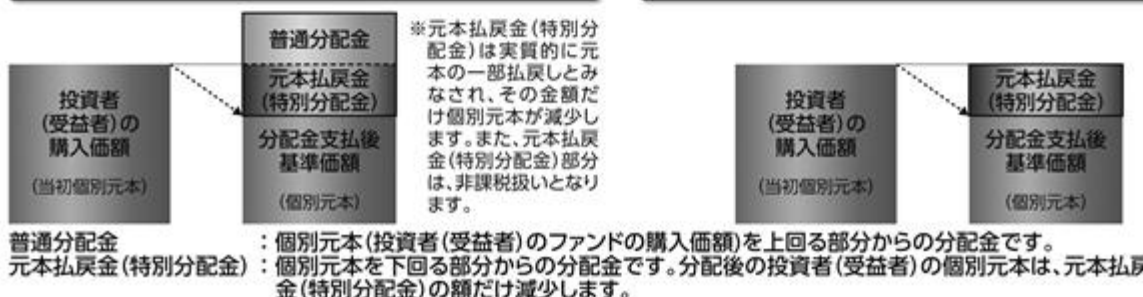 普通分配金
元本払戻金
(特別分配金)
投資者
(受益者)の
購入価額
(当初個別元本)
分配金支払後
基準価額
(個別元本)
※元本払戻金(特別分
配金)は実質的に元
本の一部払戻しとみ
なされ、その金額だ
け個別元本が減少し
ます。また、元本払戻
金(特別分配金)部分
は、非課税扱いとなり
ます。
投資者
(受益者)の
購入価額
(当初個別元本)
元本払戻金
(特別分配金)
分配金支払後
基準価額
(個別元本)
普通分配金 :個別元本(投資者(受益者)のファンドの購入価額)を上回る部分からの分配金です。
元本払戻金(特別分配金):個別元本を下回る部分からの分配金です。分配後の投資者(受益者)の個別元本は、元本払戻
金(特別分配金)の額だけ減少します。